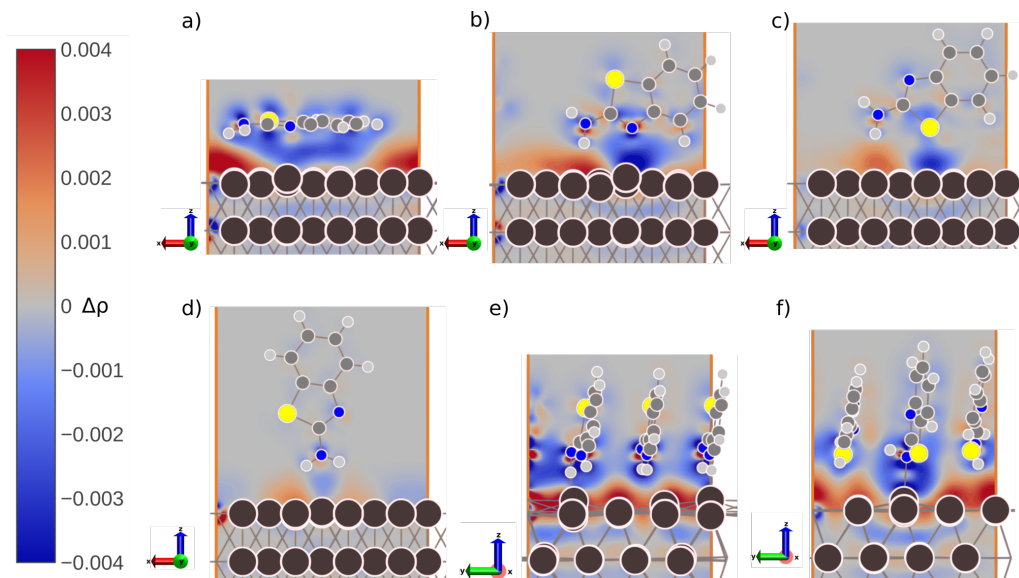 a)
b)
c)
0.004
0.003
0.002
0.001
0 Δρ
−0.001
−0.002
−0.003
−0.004
z
x y
z
x y
z
x y
d)
e)
f)
z
x y
z
y x
z
y x